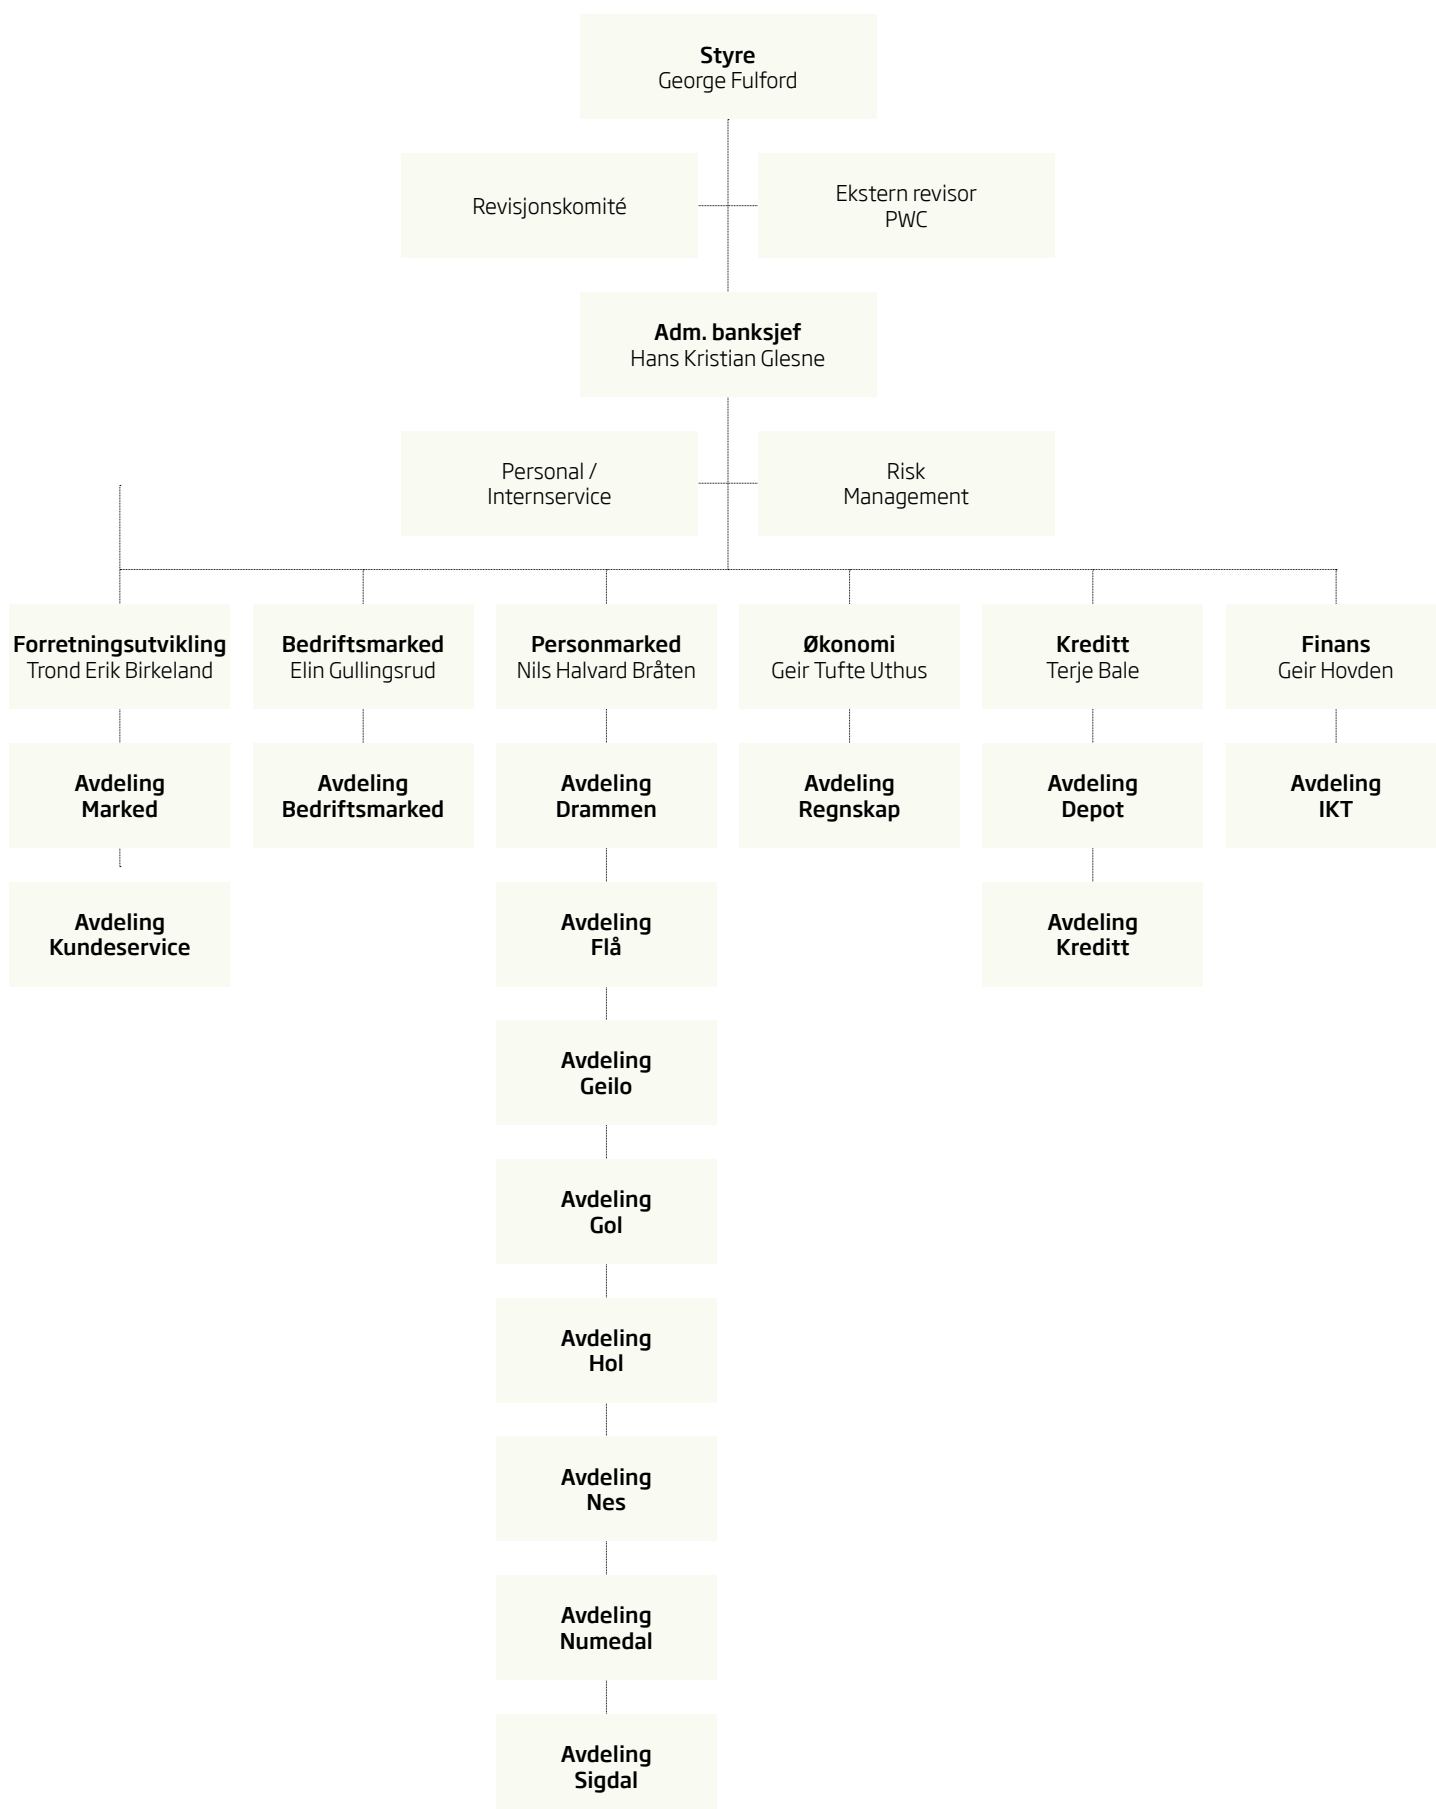 Styre
George Fulford
Revisjonskomité
Ekstern revisor
PWC
Adm. banksjef
Hans Kristian Glesne
Personal /
Internservice
Risk
Management
Forretningsutvikling
Trond Erik Birkeland
Bedriftsmarked
Elin Gullingsrud
Personmarked
Nils Halvard Bråten
Økonomi
Geir Tufte Uthus
Kreditt
Terje Bale
Finans
Geir Hovden
Avdeling
Marked
Avdeling
Bedriftsmarked
Avdeling
Drammen
Avdeling
Regnskap
Avdeling
Depot
Avdeling
IKT
Avdeling
Kundeservice
Avdeling
Flå
Avdeling
Kreditt
Avdeling
Geilo
Avdeling
Gol
Avdeling
Hol
Avdeling
Nes
Avdeling
Numedal
Avdeling
Sigdal